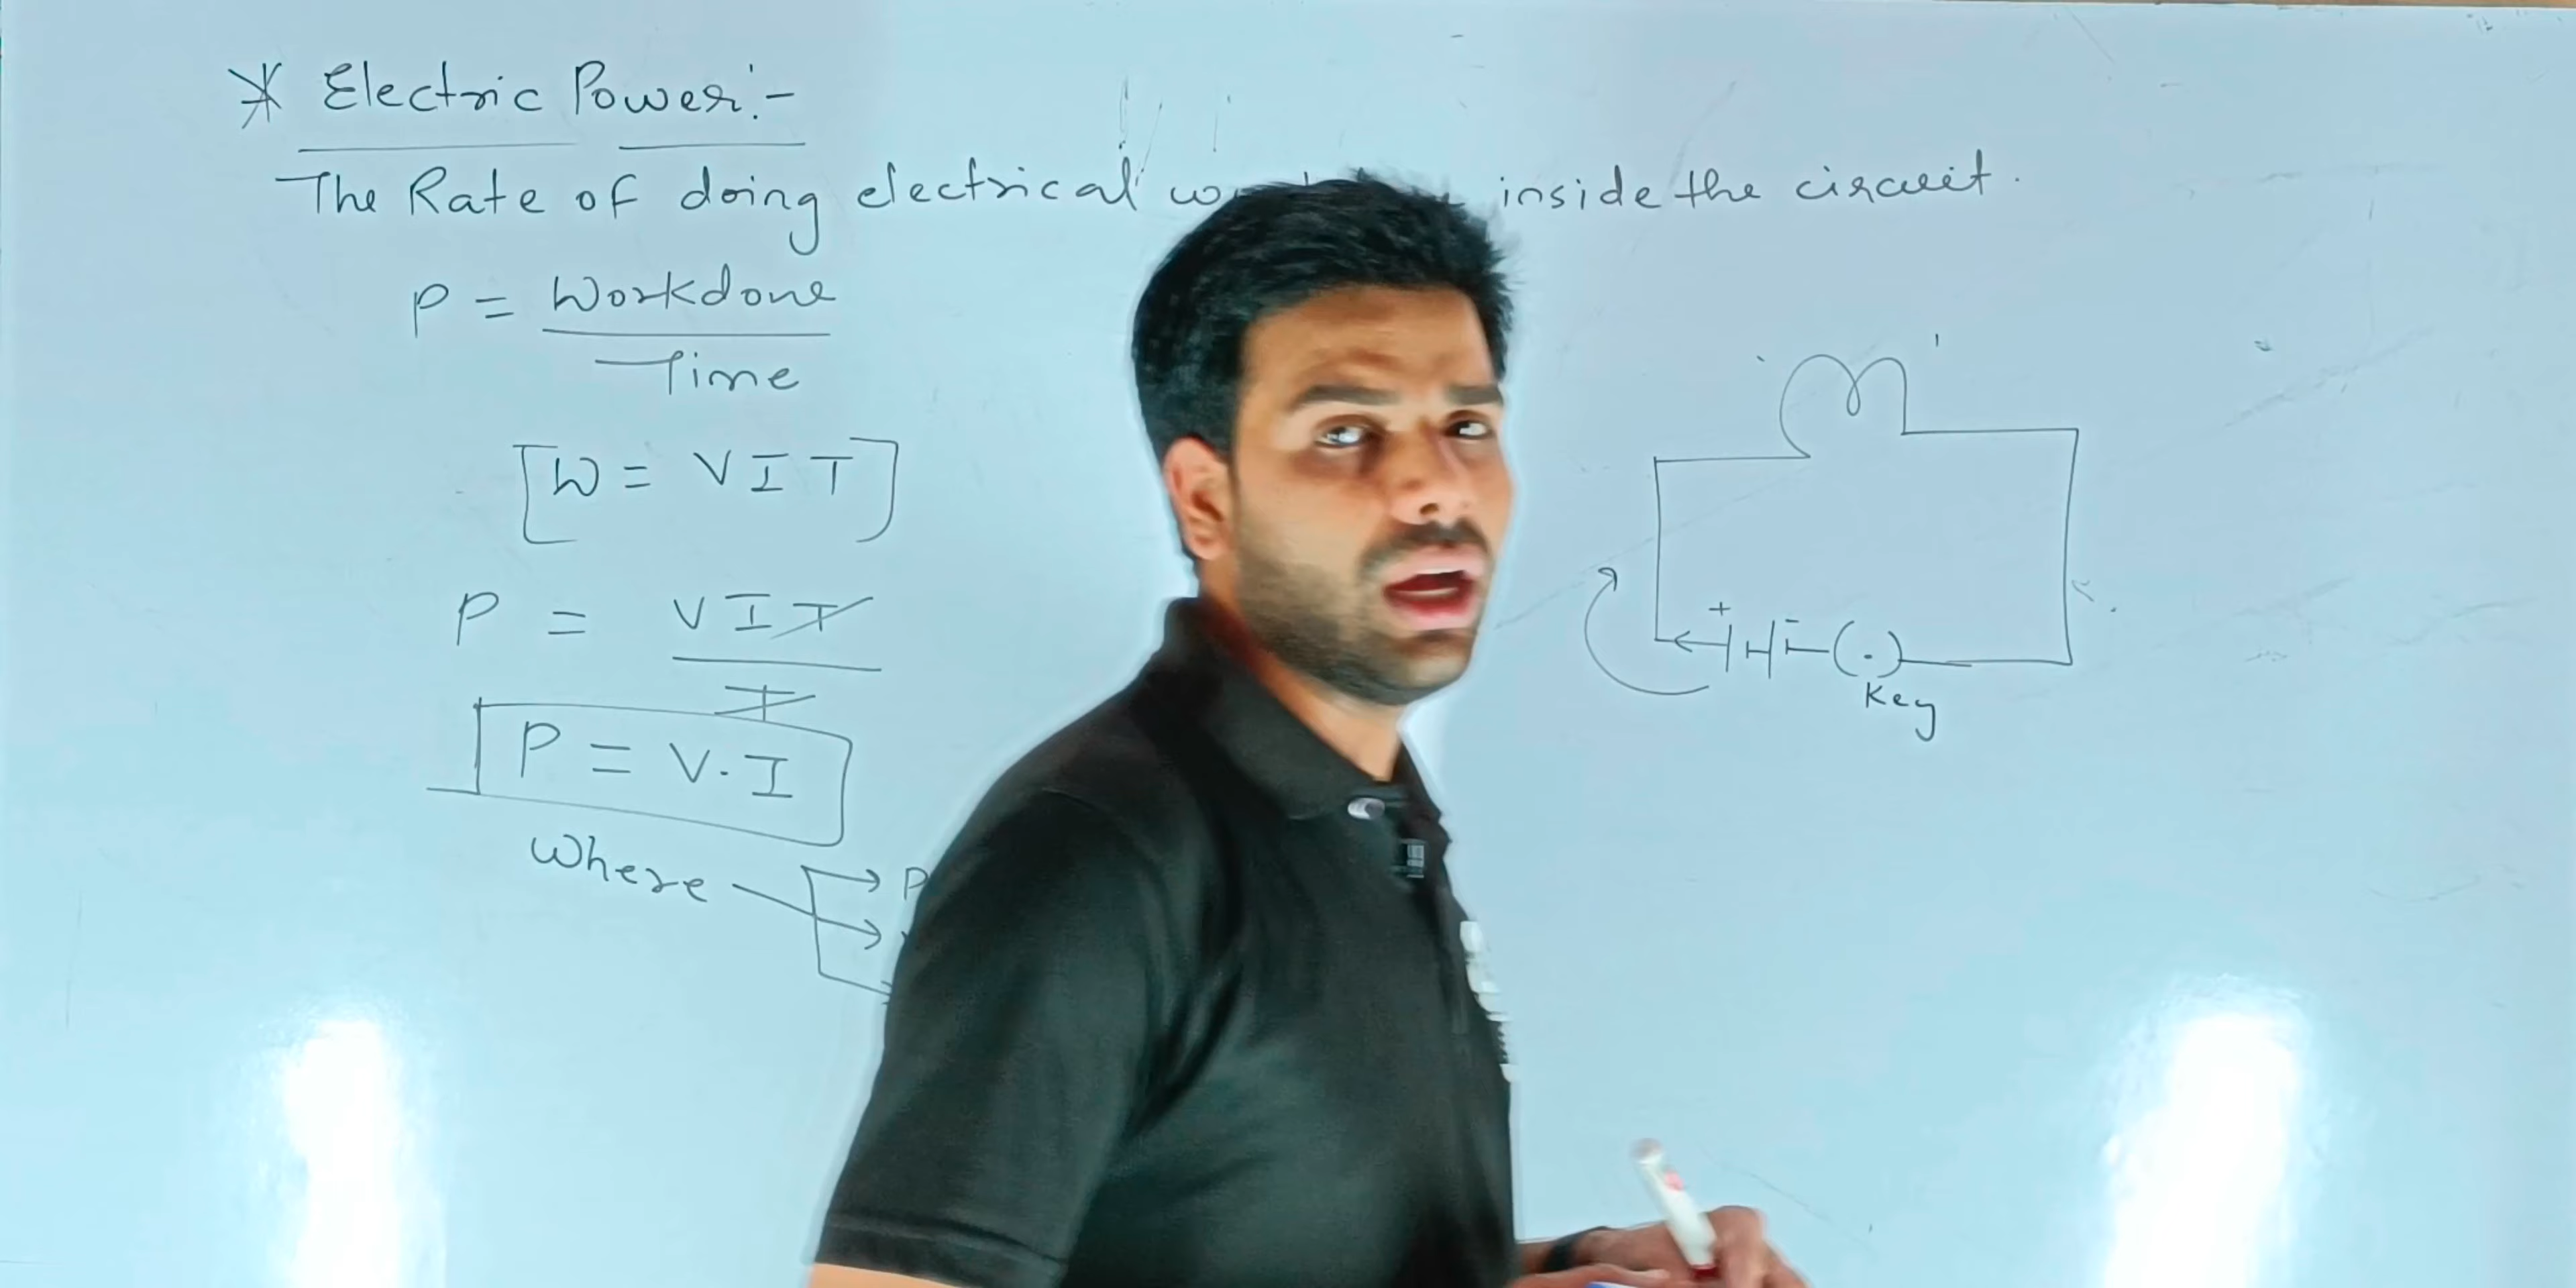 * Electric Power:-
The Rate of doing electrical inside the circuit.
P = Workdone
Time
[W = VIT]
P = VIT
T
P = V.I
Where → P
+ -
(.)
Key